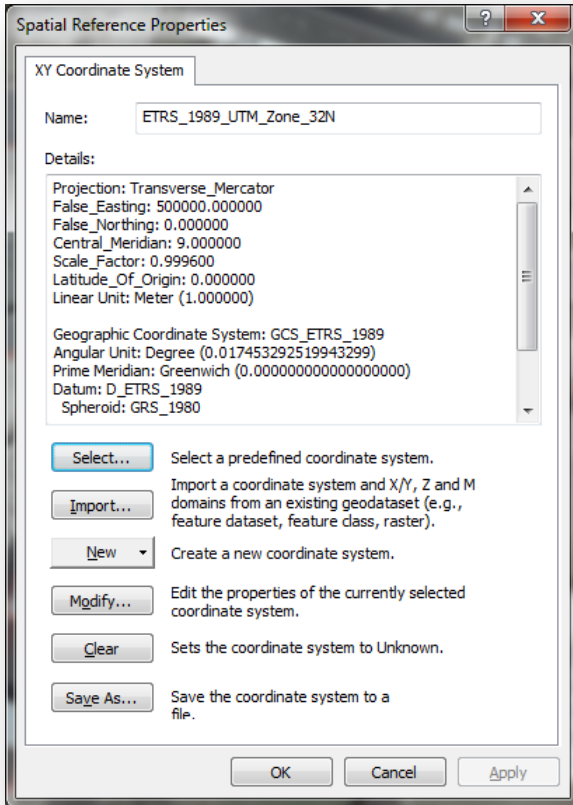 Spatial Reference Properties
XY Coordinate System
Name: ETRS_1989_UTM_Zone_32N
Details:
Projection: Transverse_Mercator
False_Easting: 500000.000000
False_Northing: 0.000000
Central_Meridian: 9.000000
Scale_Factor: 0.999600
Latitude_Of_Origin: 0.000000
Linear Unit: Meter (1.000000)
Geographic Coordinate System: GCS_ETRS_1989
Angular Unit: Degree (0.017453292519943299)
Prime Meridian: Greenwich (0.000000000000000000)
Datum: D_ETRS_1989
Spheroid: GRS_1980
Select... Select a predefined coordinate system.
Import... Import a coordinate system and X/Y, Z and M
domains from an existing geodataset (e.g.,
feature dataset, feature class, raster).
New Create a new coordinate system.
Modify... Edit the properties of the currently selected
coordinate system.
Clear Sets the coordinate system to Unknown.
Save As... Save the coordinate system to a
file.
OK Cancel Apply